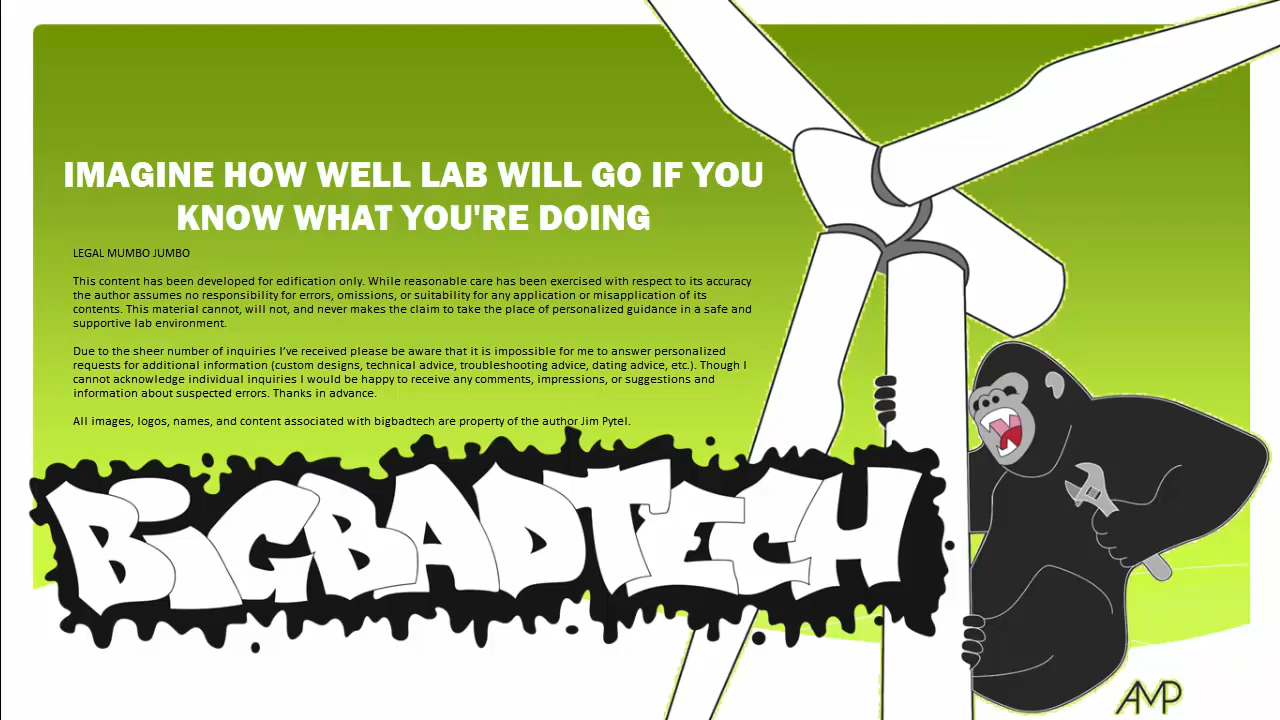 IMAGINE HOW WELL LAB WILL GO IF YOU
KNOW WHAT YOU'RE DOING
LEGAL MUMBO JUMBO
This content has been developed for edification only. While reasonable care has been exercised with respect to its accuracy
the author assumes no responsibility for errors, omissions, or suitability for any application or misapplication of its
contents. This material cannot, will not, and never makes the claim to take the place of personalized guidance in a safe and
supportive lab environment.
Due to the sheer number of inquiries I've received please be aware that it is impossible for me to answer personalized
requests for additional information (custom designs, technical advice, troubleshooting advice, dating advice, etc.). Though I
cannot acknowledge individual inquiries I would be happy to receive any comments, impressions, or suggestions and
information about suspected errors. Thanks in advance.
All images, logos, names, and content associated with bigbadtech are property of the author Jim Pytel.
BiGBADTECH
AMP